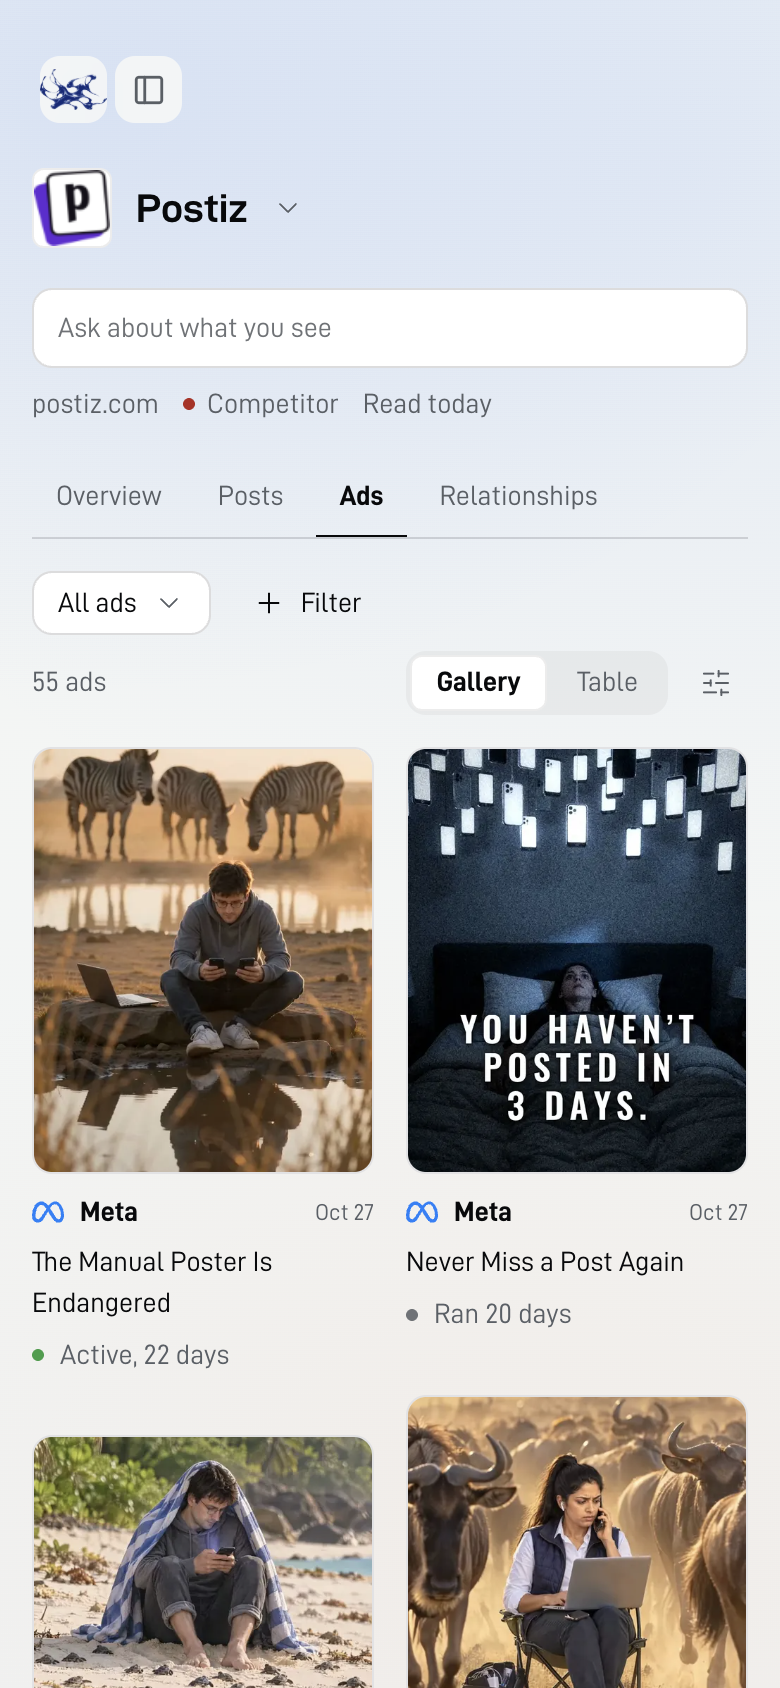 p
Postiz
Ask about what you see
postiz.com Competitor Read today
Overview Posts Ads Relationships
All ads + Filter
55 ads
Gallery Table
YOU HAVEN'T
POSTED IN
3 DAYS.
Meta Oct 27
The Manual Poster Is
Endangered
Active, 22 days
Meta Oct 27
Never Miss a Post Again
Ran 20 days